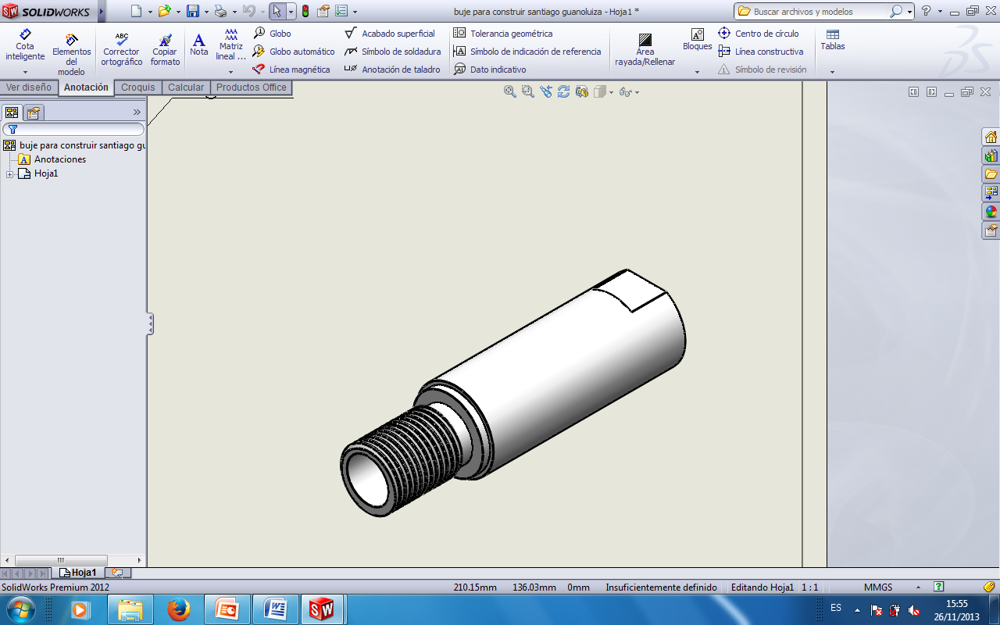 SW SOLIDWORKS
buje para construir santiago guanoluiza - Hoja1 *
Buscar archivos y modelos
?
Cota inteligente
Elementos del modelo
ABC Corrector ortográfico
Copiar formato
A Nota
Matriz lineal ...
Globo
Globo automático
Línea magnética
Acabado superficial
Símbolo de soldadura
Anotación de taladro
Tolerancia geométrica
Símbolo de indicación de referencia
Dato indicativo
Área rayada/Rellenar
Bloques
Centro de círculo
Línea constructiva
Símbolo de revisión
Tablas
Ver diseño
Anotación
Croquis
Calcular
Productos Office
buje para construir santiago gu
Anotaciones
Hoja1
Hoja1
SolidWorks Premium 2012
210.15mm
136.03mm
0mm
Insuficientemente definido
Editando Hoja1
1 : 1
MMGS
?
ES
15:55
26/11/2013